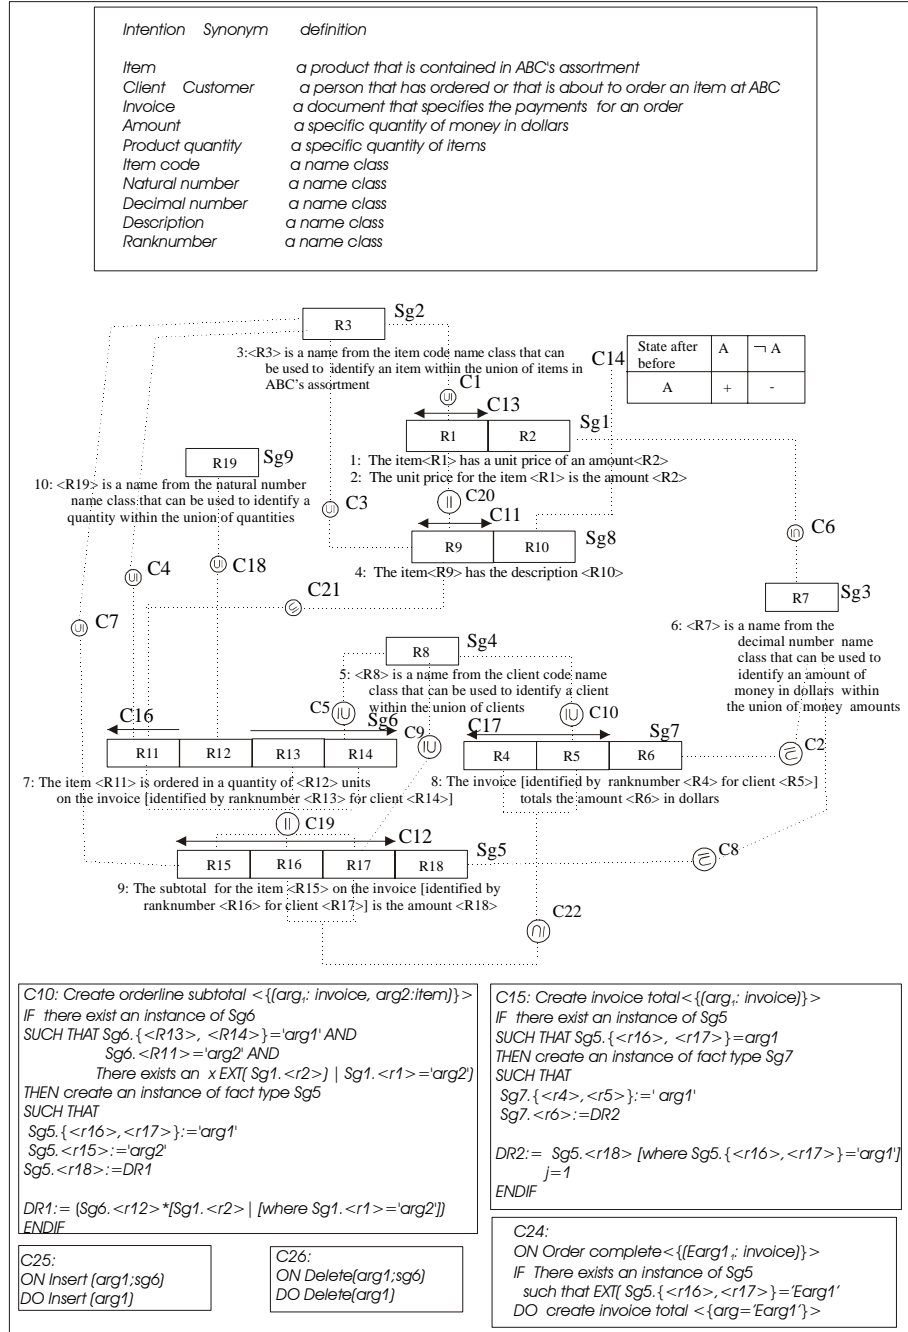 Intention Synonym definition
Item a product that is contained in ABC's assortment
Client Customer a person that has ordered or that is about to order an item at ABC
Invoice a document that specifies the payments for an order
Amount a specific quantity of money in dollars
Product quantity a specific quantity of items
Item code a name class
Natural number a name class
Decimal number a name class
Description a name class
Ranknumber a name class
R3 Sg2
3:<R3> is a name from the item code name class that can
be used to identify an item within the union of items in
ABC's assortment
C14
State after A ¬ A
before
A + -
C1
C13
R1 R2 Sg1
1: The item<R1> has a unit price of an amount<R2>
2: The unit price for the item <R1> is the amount <R2>
R19 Sg9
10: <R19> is a name from the natural number
name class that can be used to identify a
quantity within the union of quantities
C3
C20
C11
R9 R10 Sg8
4: The item<R9> has the description <R10>
C6
C4
C18
C21
C7
R7 Sg3
6: <R7> is a name from the
decimal number name
class that can be used to
identify an amount of
money in dollars within
the union of money amounts
R8 Sg4
5: <R8> is a name from the client code name
class that can be used to identify a client
within the union of clients
C16
C5
Sg6
C9
C17
C10
Sg7
C2
R11 R12 R13 R14
R4 R5 R6
7: The item <R11> is ordered in a quantity of <R12> units
on the invoice [identified by ranknumber <R13> for client <R14>]
8: The invoice [identified by ranknumber <R4> for client <R5>]
totals the amount <R6> in dollars
C19
C12
R15 R16 R17 R18 Sg5
C8
9: The subtotal for the item <R15> on the invoice [identified by
ranknumber <R16> for client <R17>] is the amount <R18>
C22
C10: Create orderline subtotal <{(arg1,: invoice, arg2:item)}>
IF there exist an instance of Sg6
SUCH THAT Sg6.{<R13>, <R14>}='arg1' AND
Sg6.<R11>='arg2' AND
There exists an x EXT( Sg1.<r2>) | Sg1.<r1>='arg2')
THEN create an instance of fact type Sg5
SUCH THAT
Sg5.{<r16>,<r17>}:='arg1'
Sg5.<r15>:='arg2'
Sg5.<r18>:=DR1
DR1:= (Sg6.<r12>*[Sg1.<r2>| [where Sg1.<r1>='arg2'])
ENDIF
C15: Create invoice total<{(arg1,: invoice)}>
IF there exist an instance of Sg5
SUCH THAT Sg5.{<r16>, <r17>}=arg1
THEN create an instance of fact type Sg7
SUCH THAT
Sg7.{<r4>,<r5>}:=' arg1'
Sg7.<r6>:=DR2
DR2:= Sg5.<r18> [where Sg5.{<r16>,<r17>}='arg1']
j=1
ENDIF
C25:
ON Insert (arg1;sg6)
DO Insert (arg1)
C26:
ON Delete(arg1;sg6)
DO Delete(arg1)
C24:
ON Order complete<{(Earg1,: invoice)}>
IF There exists an instance of Sg5
such that EXT( Sg5.{<r16>,<r17>}='Earg1'
DO create invoice total <{arg='Earg1'}>